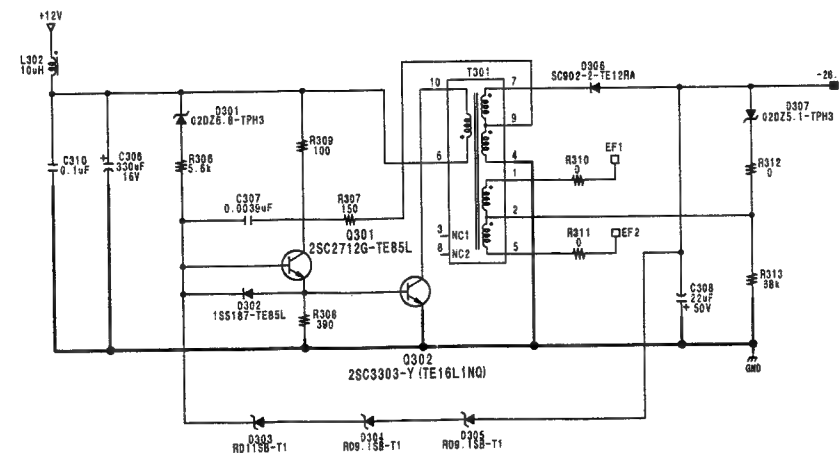 +12V
L302
10uH
D301
02DZ6.8-TPH3
R306
5.6k
C310
0.1uF
C306
330uF
16V
R309
100
C307
0.0039uF
R307
150
Q301
2SC2712G-TE85L
D302
1SS187-TE85L
R308
390
Q302
2SC3303-Y(TE16L1NQ)
T301
10
6
7
9
4
1
2
5
3
NC1
8
NC2
D306
SC902-2-TE12RA
-26.
D307
02DZ5.1-TPH3
R310
0
EF1
R312
0
R311
0
EF2
C308
22uF
50V
R313
68k
GND
D303
RD11SB-T1
D304
RD9.1SB-T1
D305
RD9.1SB-T1